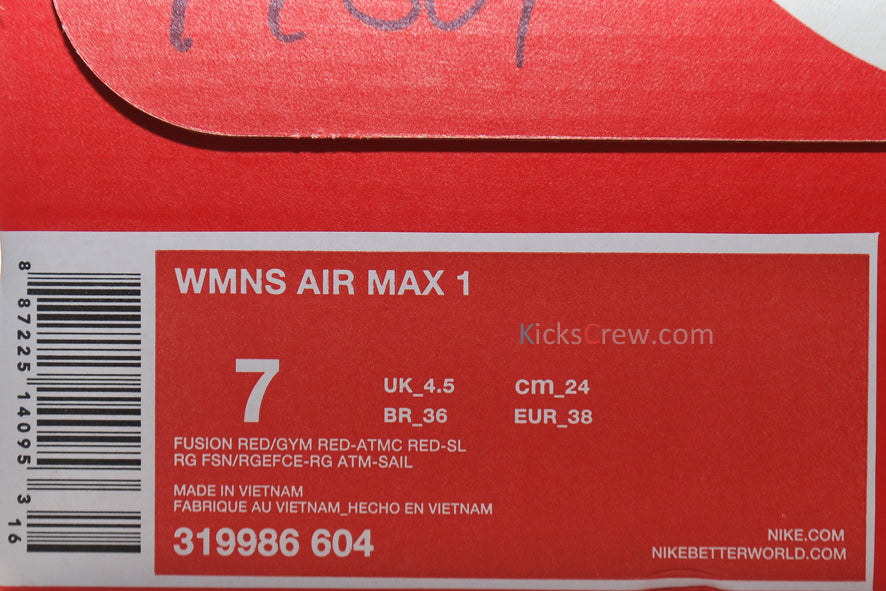 WMNS AIR MAX 1
KicksCrew.com
7
UK_4.5 cm_24
BR_36 EUR_38
FUSION RED/GYM RED-ATMC RED-SL
RG FSN/RGEFCE-RG ATM-SAIL
MADE IN VIETNAM
FABRIQUE AU VIETNAM_HECHO EN VIETNAM
319986 604
NIKE.COM
NIKEBETTERWORLD.COM
8 87225 14095 3 16